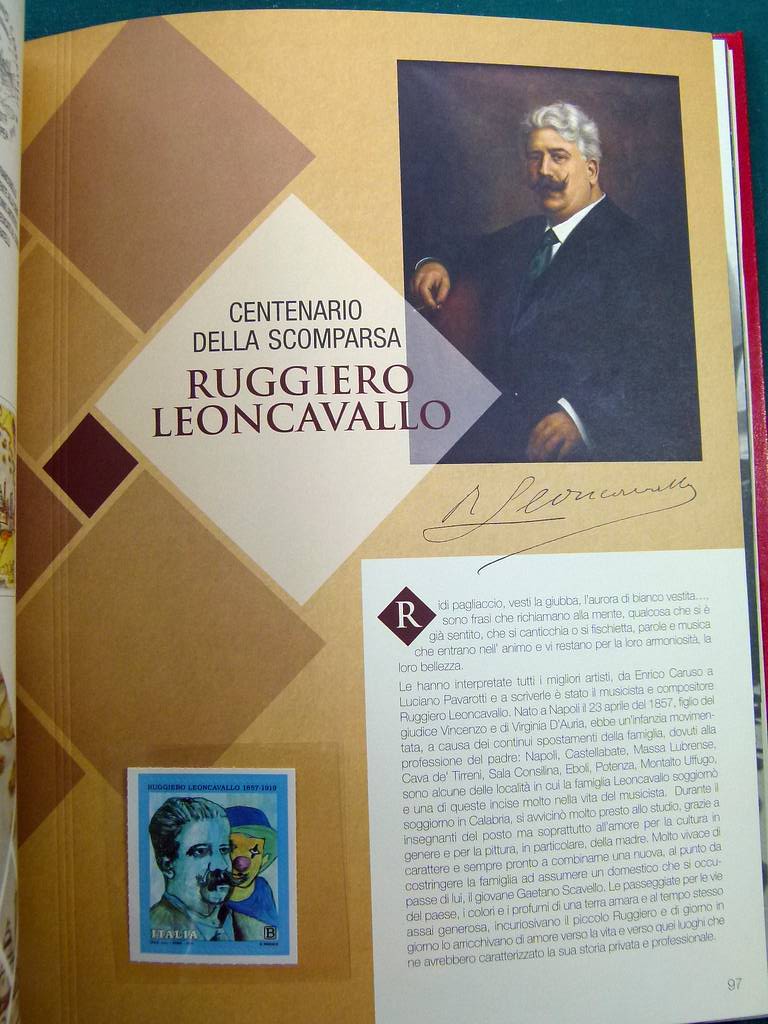 CENTENARIO
DELLA SCOMPARSA
RUGGIERO
LEONCAVALLO
R Leoncavallo
Ridi pagliaccio, vesti la giubba, l'aurora di bianco vestita...,
sono frasi che richiamano alla mente, qualcosa che si è
già sentito, che si canticchia o si fischietta, parole e musica
che entrano nell' animo e vi restano per la loro armoniosità, la
loro bellezza.
Le hanno interpretate tutti i migliori artisti, da Enrico Caruso a
Luciano Pavarotti e a scriverle è stato il musicista e compositore
Ruggiero Leoncavallo. Nato a Napoli il 23 aprile del 1857, figlio del
giudice Vincenzo e di Virginia D'Auria, ebbe un'infanzia movimen-
tata, a causa dei continui spostamenti della famiglia, dovuti alla
professione del padre: Napoli, Castellabate, Massa Lubrense,
Cava de' Tirreni, Sala Consilina, Eboli, Potenza, Montalto Uffugo,
sono alcune delle località in cui la famiglia Leoncavallo soggiornò
e una di queste incise molto nella vita del musicista. Durante il
soggiorno in Calabria, si avvicinò molto presto allo studio, grazie a
insegnanti del posto ma soprattutto all'amore per la cultura in
genere e per la pittura, in particolare, della madre. Molto vivace di
carattere e sempre pronto a combinarne una nuova, al punto da
costringere la famiglia ad assumere un domestico che si occu-
passe di lui, il giovane Gaetano Scavello. Le passeggiate per le vie
del paese, i colori e i profumi di una terra amara e al tempo stesso
assai generosa, incuriosivano il piccolo Ruggiero e di giorno in
giorno lo arricchivano di amore verso la vita e verso quei luoghi che
ne avrebbero caratterizzato la sua storia privata e professionale.
RUGGIERO LEONCAVALLO 1857-1919
ITALIA
B
97